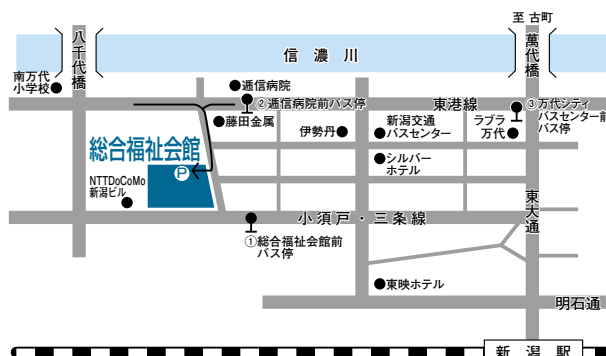 至 古町
八千代橋
信濃川
萬代橋
南万代
小学校
逓信病院
②逓信病院前バス停
東港線
③万代シティ
バスセンター前
バス停
藤田金属
伊勢丹
新潟交通
バスセンター
ラブラ
万代
総合福祉会館
P
シルバー
ホテル
NTTDoCoMo
新潟ビル
東大通
小須戸・三条線
①総合福祉会館前
バス停
東映ホテル
明石通
新潟駅